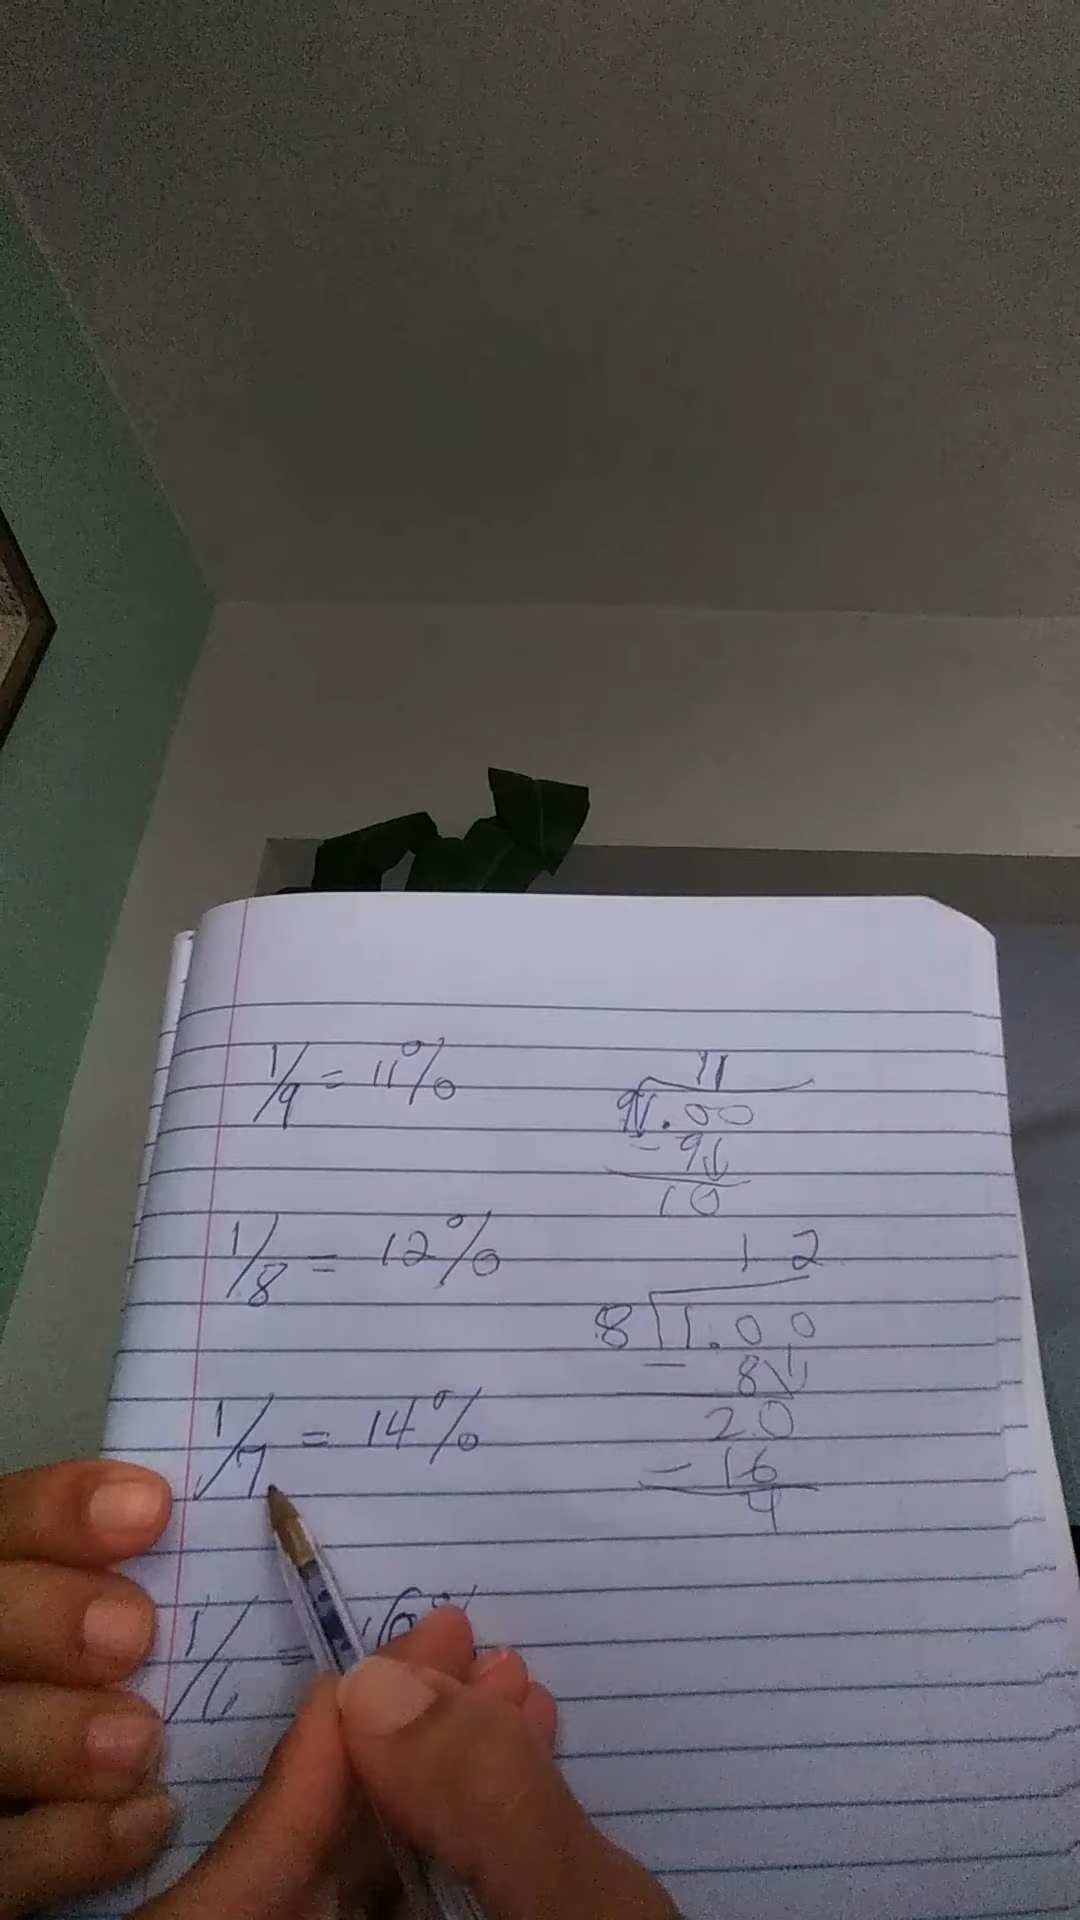 1/9 = 11%
11
9 1.00
- 9↓
10
1/8 = 12%
12
8 1.00
- 8↓
20
- 16
4
1/7 = 14%
1/6 = 16%